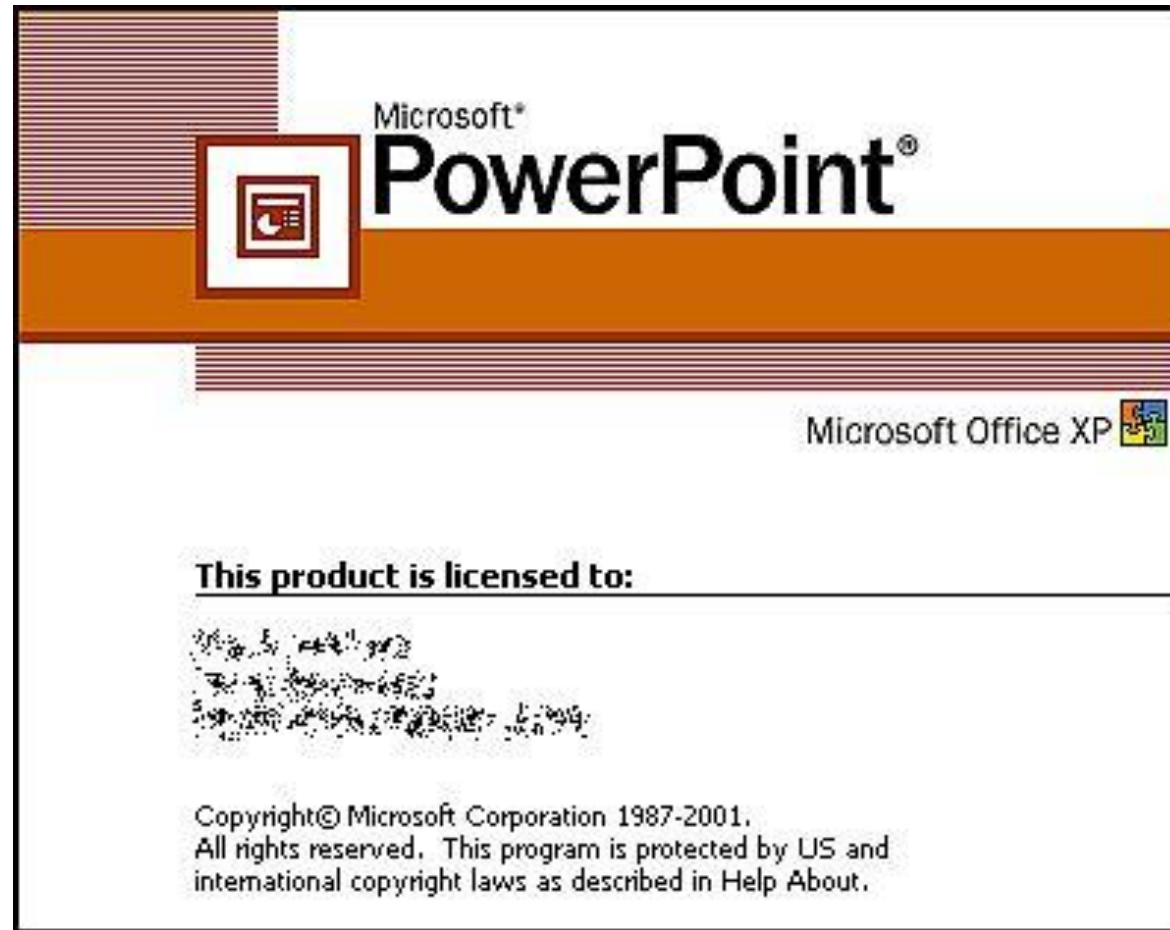 Microsoft®
PowerPoint®
Microsoft Office XP
This product is licensed to:
Copyright© Microsoft Corporation 1987-2001.
All rights reserved. This program is protected by US and
international copyright laws as described in Help About.